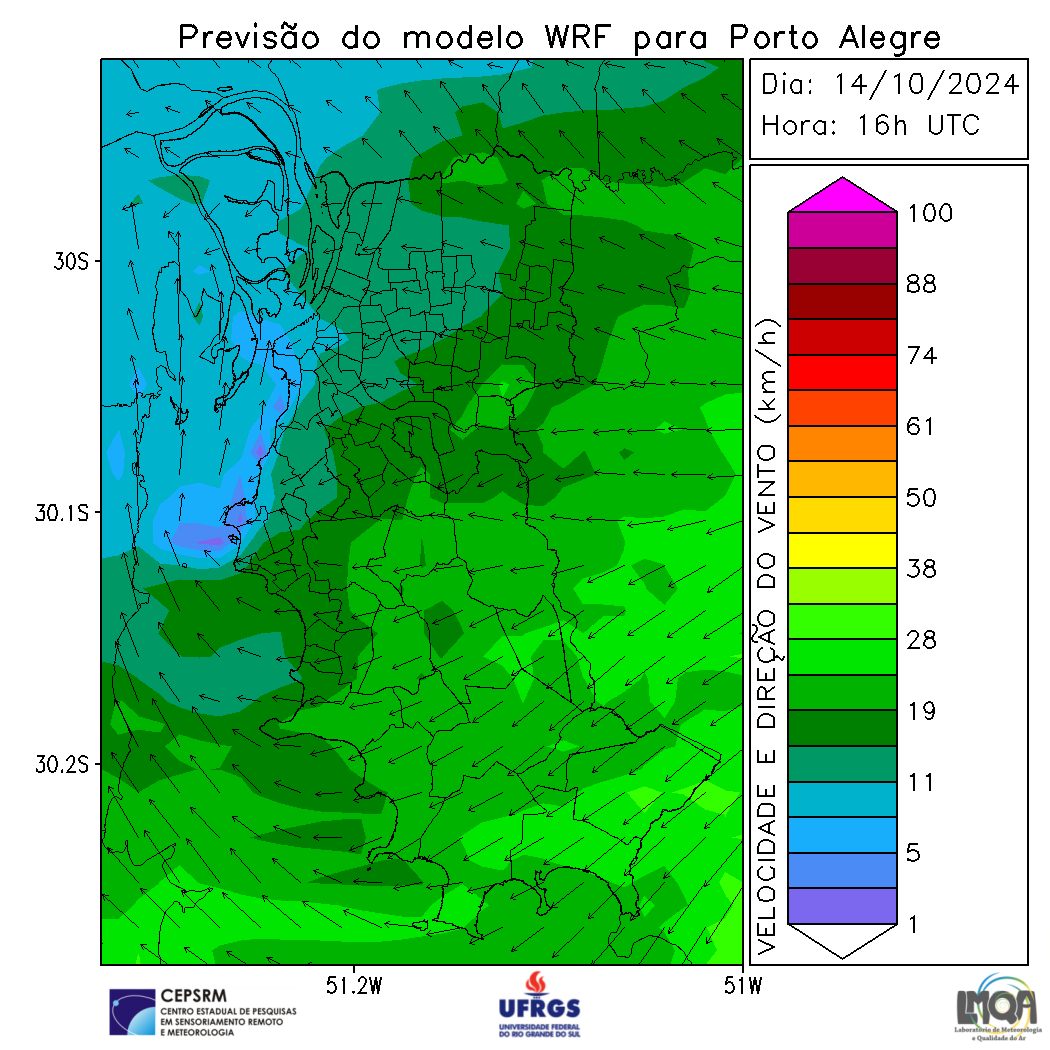 Previsão do modelo WRF para Porto Alegre
Dia: 14/10/2024
Hora: 16h UTC
30S
30.1S
30.2S
51.2W
51W
VELOCIDADE E DIREÇÃO DO VENTO (km/h)
100
88
74
61
50
38
28
19
11
5
1
CEPSRM
CENTRO ESTADUAL DE PESQUISAS
EM SENSORIAMENTO REMOTO
E METEOROLOGIA
UFRGS
UNIVERSIDADE FEDERAL
DO RIO GRANDE DO SUL
LMQA
Laboratório de Meteorologia
e Qualidade do Ar